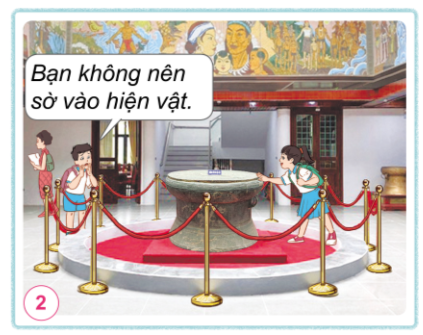 Bạn không nên
sờ vào hiện vật.
2